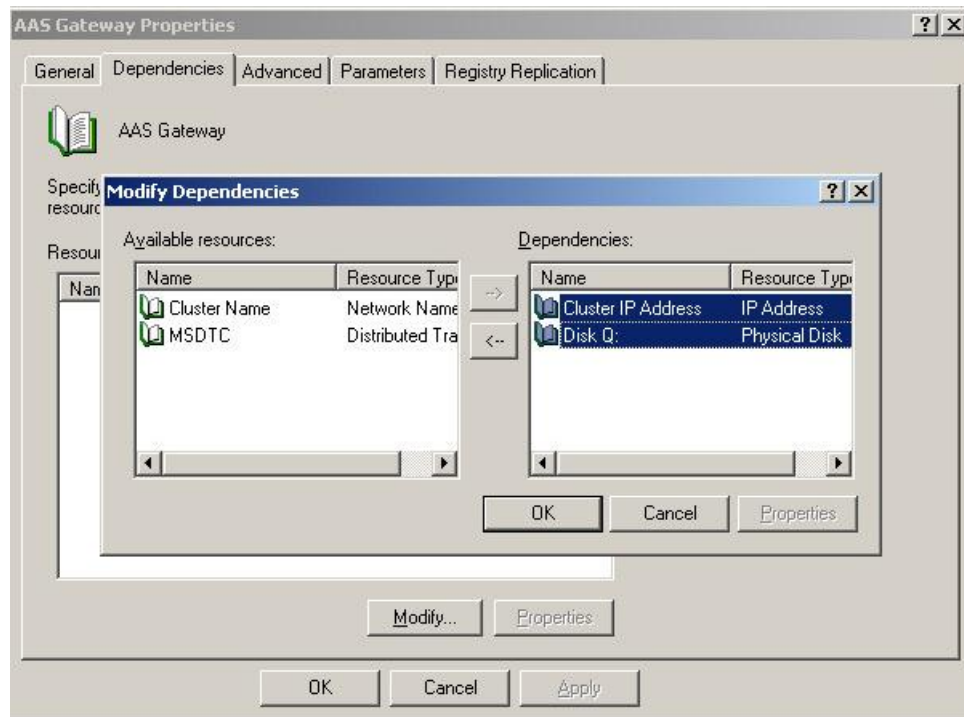 AAS Gateway Properties
General Dependencies Advanced Parameters Registry Replication
AAS Gateway
Specify
resourc
Modify Dependencies
Available resources: Dependencies:
Resour
Name Resource Typ Name Resource Typ
Nan
Cluster Name Network Name Cluster IP Address IP Address
MSDTC Distributed Tra Disk Q: Physical Disk
--> 
<--
OK Cancel Properties
Modify... Properties
OK Cancel Apply